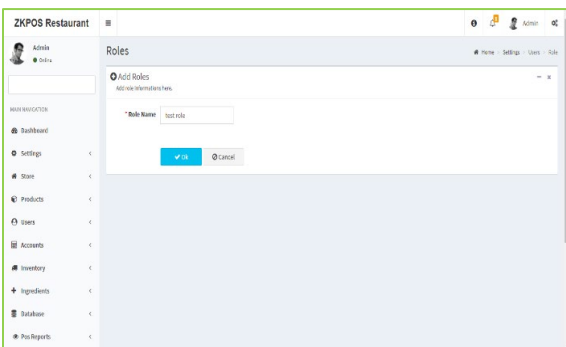 ZKPOS Restaurant
Admin
Admin
Online
Roles
Home Settings Users Role
Add Roles
Add role informations here.
MAIN NAVIGATION
* Role Name test role
Dashboard
Settings
Ok Cancel
Store
Products
Users
Accounts
Inventory
Ingredients
Database
Pos Reports